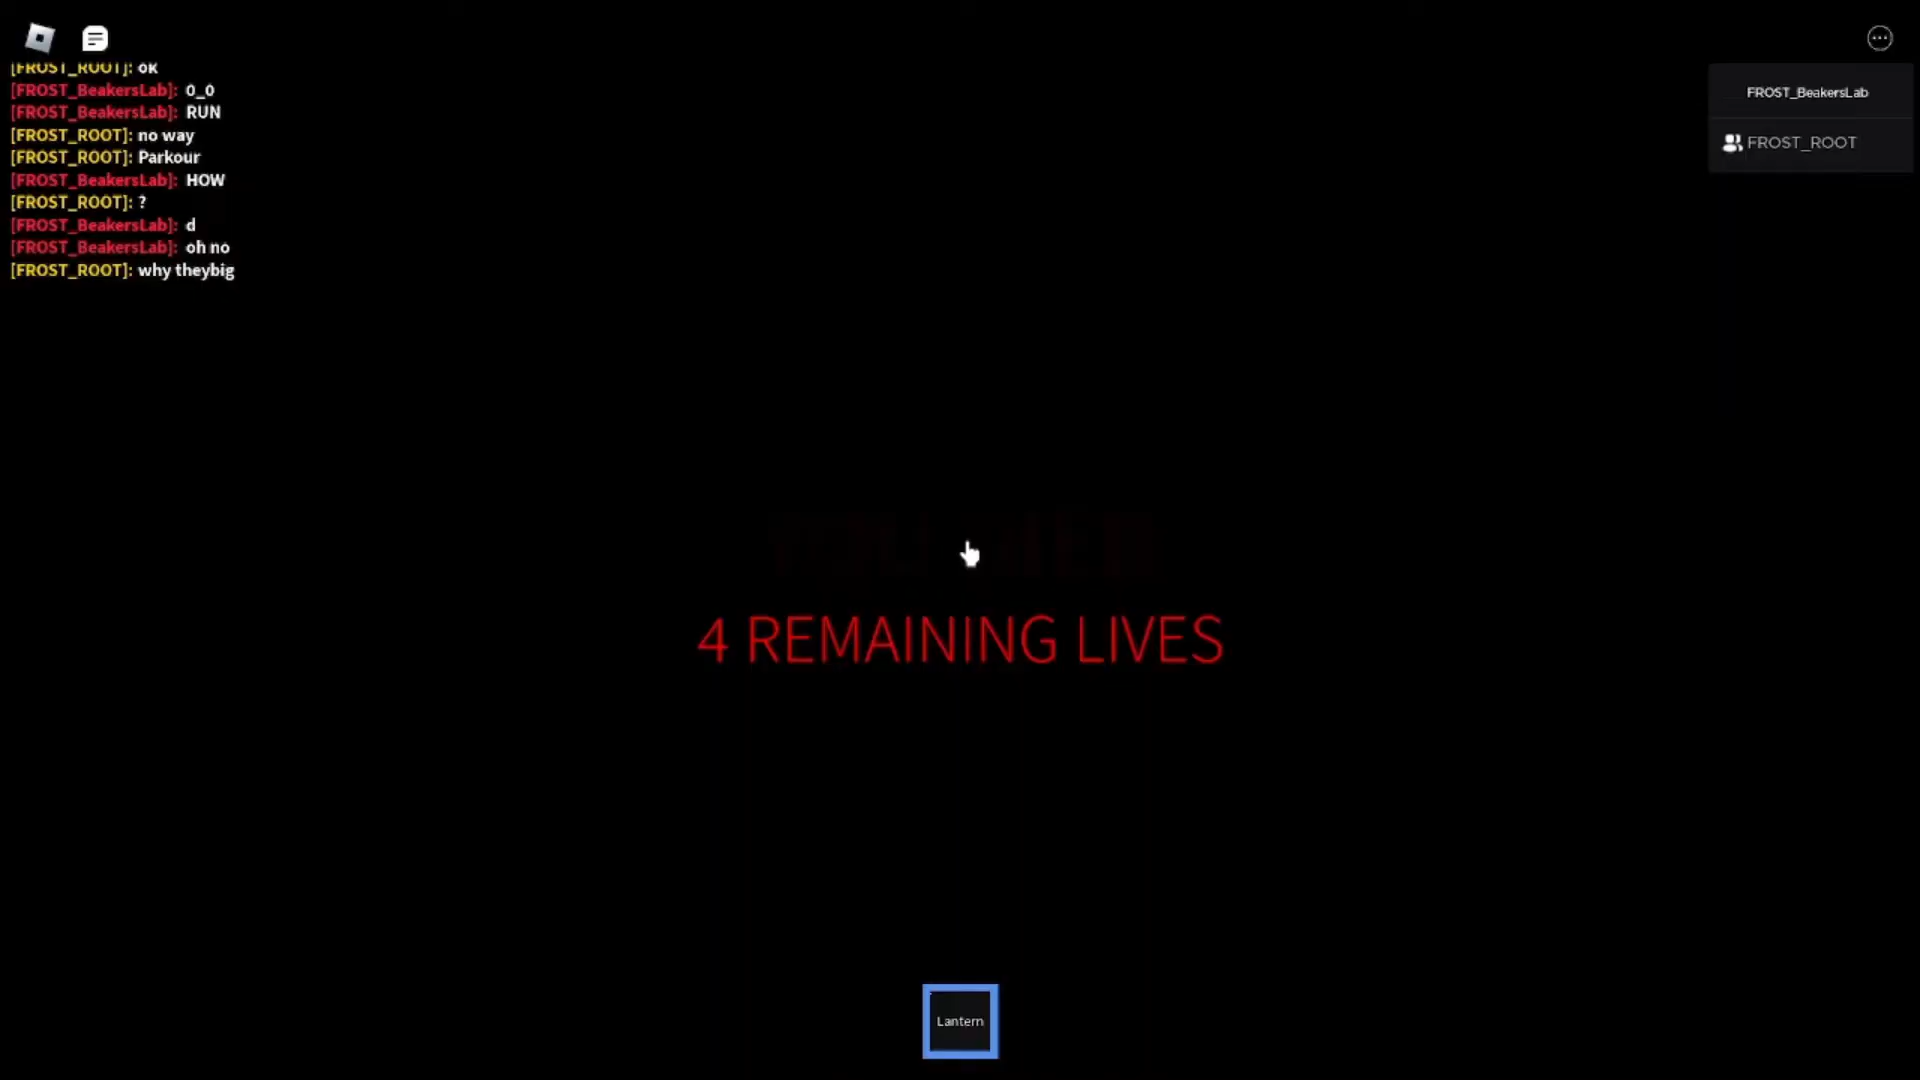 [FROST_ROOT]: ok
[FROST_BeakersLab]: 0_0
[FROST_BeakersLab]: RUN
[FROST_ROOT]: no way
[FROST_ROOT]: Parkour
[FROST_BeakersLab]: HOW
[FROST_ROOT]: ?
[FROST_BeakersLab]: d
[FROST_BeakersLab]: oh no
[FROST_ROOT]: why theybig
FROST_BeakersLab
FROST_ROOT
4 REMAINING LIVES
Lantern